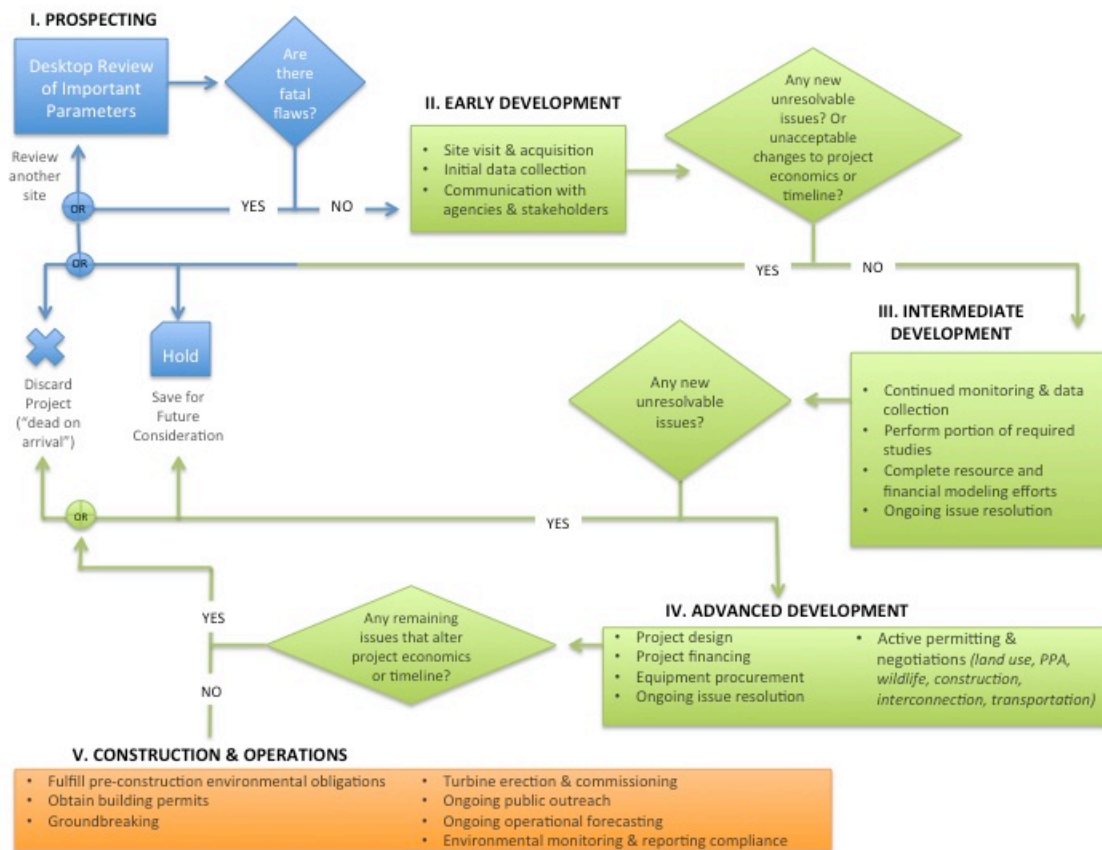 I. PROSPECTING
Desktop Review
of Important
Parameters
Are
there
fatal
flaws?
Review
another
site
OR
YES
NO
II. EARLY DEVELOPMENT
• Site visit & acquisition
• Initial data collection
• Communication with
agencies & stakeholders
Any new
unresolvable
issues? Or
unacceptable
changes to project
economics or
timeline?
OR
YES
NO
Discard
Project
("dead on
arrival")
Hold
Save for
Future
Consideration
III. INTERMEDIATE
DEVELOPMENT
• Continued monitoring & data
collection
• Perform portion of required
studies
• Complete resource and
financial modeling efforts
• Ongoing issue resolution
Any new
unresolvable
issues?
OR
YES
IV. ADVANCED DEVELOPMENT
• Project design
• Project financing
• Equipment procurement
• Ongoing issue resolution
• Active permitting &
negotiations (land use, PPA,
wildlife, construction,
interconnection, transportation)
Any remaining
issues that alter
project economics
or timeline?
YES
NO
V. CONSTRUCTION & OPERATIONS
• Fulfill pre-construction environmental obligations
• Obtain building permits
• Groundbreaking
• Turbine erection & commissioning
• Ongoing public outreach
• Ongoing operational forecasting
• Environmental monitoring & reporting compliance